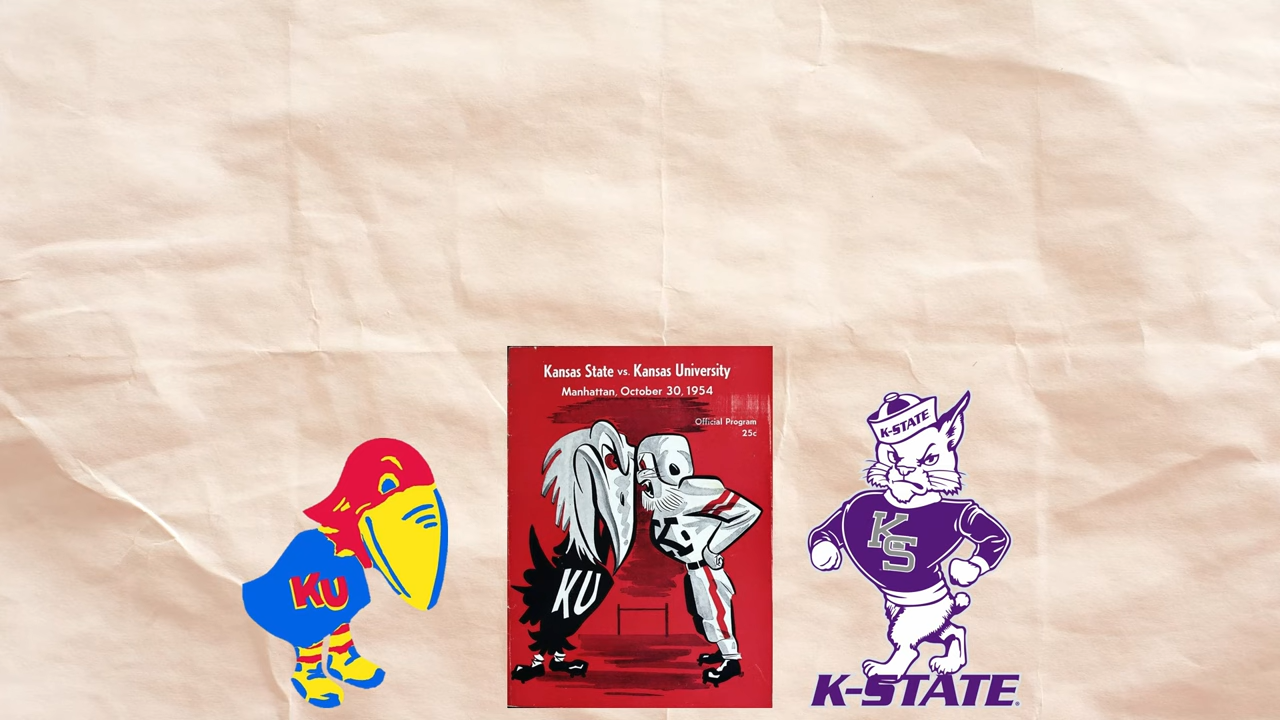 Kansas State vs. Kansas University
Manhattan, October 30, 1954
Official Program
25c
KU
KU
K-STATE
KS
K-STATE